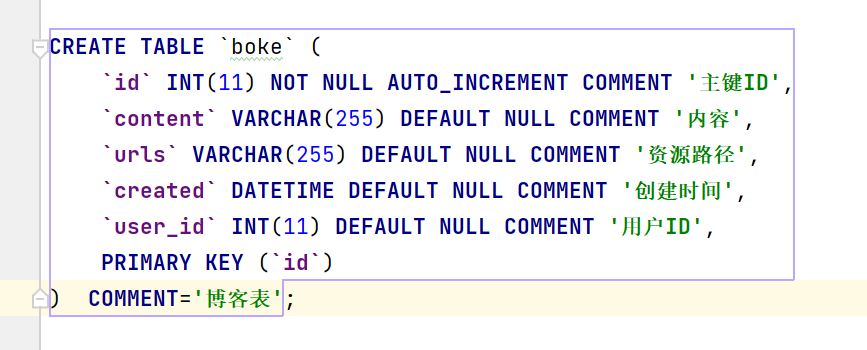 CREATE TABLE `boke` (
`id` INT(11) NOT NULL AUTO_INCREMENT COMMENT '主键ID',
`content` VARCHAR(255) DEFAULT NULL COMMENT '内容',
`urls` VARCHAR(255) DEFAULT NULL COMMENT '资源路径',
`created` DATETIME DEFAULT NULL COMMENT '创建时间',
`user_id` INT(11) DEFAULT NULL COMMENT '用户ID',
PRIMARY KEY (`id`)
)  COMMENT='博客表';